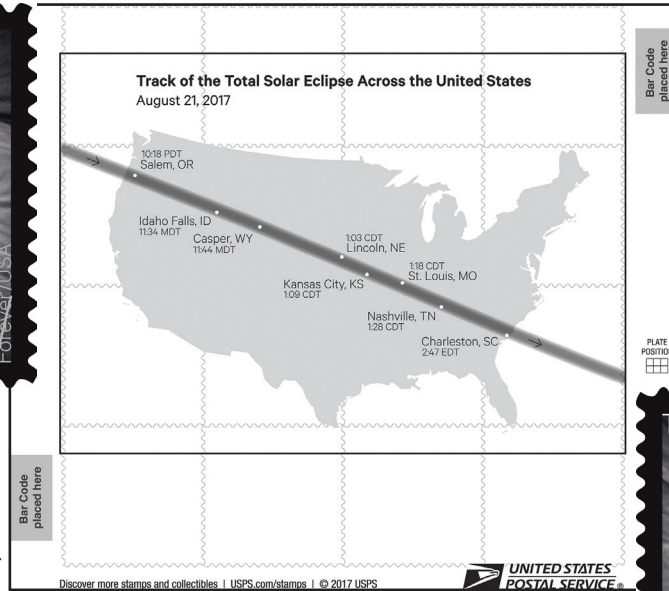 Track of the Total Solar Eclipse Across the United States
August 21, 2017
10:18 PDT
Salem, OR
Idaho Falls, ID
11:34 MDT
Casper, WY
11:44 MDT
1:03 CDT
Lincoln, NE
Kansas City, KS
1:09 CDT
1:18 CDT
St. Louis, MO
Nashville, TN
1:28 CDT
Charleston, SC
2:47 EDT
Forever/USA
Bar Code
placed here
PLATE
POSITION
Bar Code
placed here
Discover more stamps and collectibles | USPS.com/stamps | © 2017 USPS
UNITED STATES
POSTAL SERVICE®